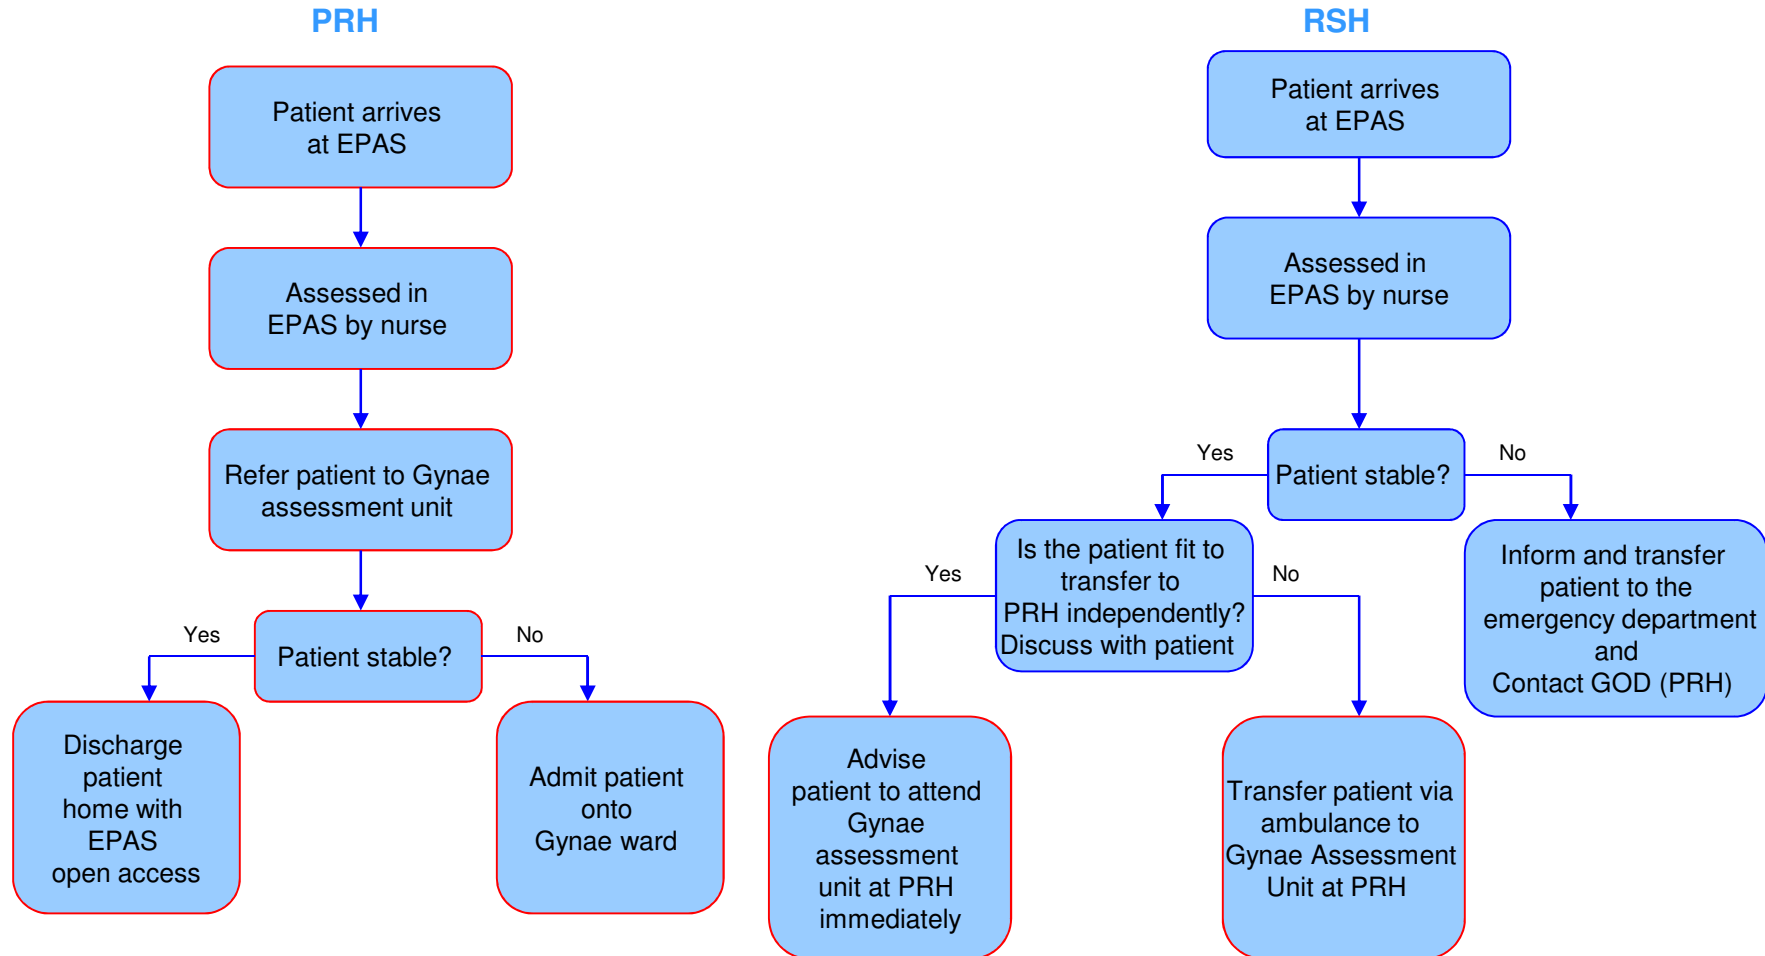 PRH
Patient arrives
at EPAS
Assessed in
EPAS by nurse
Refer patient to Gynae
assessment unit
Patient stable?
Yes
No
Discharge
patient
home with
EPAS
open access
Admit patient
onto
Gynae ward
RSH
Patient arrives
at EPAS
Assessed in
EPAS by nurse
Patient stable?
Yes
No
Is the patient fit to
transfer to
PRH independently?
Discuss with patient
Yes
No
Inform and transfer
patient to the
emergency department
and
Contact GOD (PRH)
Advise
patient to attend
Gynae
assessment
unit at PRH
immediately
Transfer patient via
ambulance to
Gynae Assessment
Unit at PRH